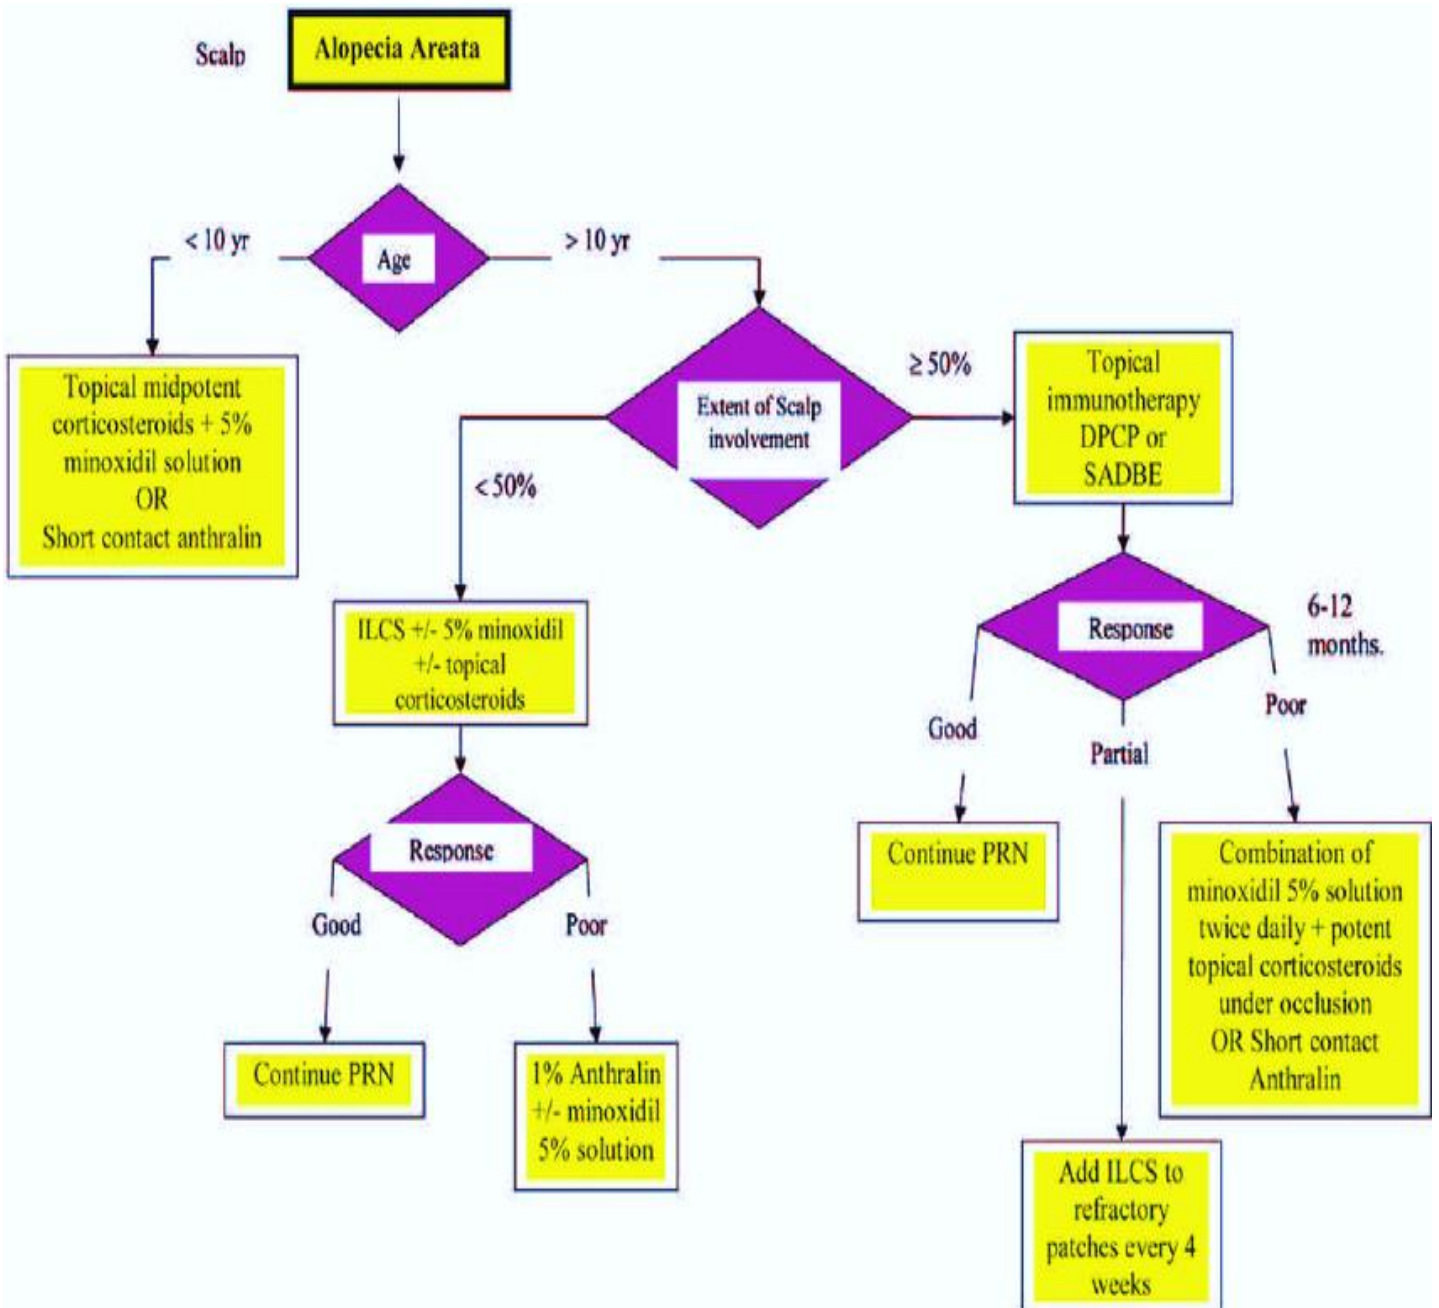 Scalp
Alopecia Areata
< 10 yr
Age
> 10 yr
Topical midpotent
corticosteroids + 5%
minoxidil solution
OR
Short contact anthralin
Extent of Scalp
involvement
≥ 50%
Topical
immunotherapy
DPCP or
SADBE
< 50%
ILCS +/- 5% minoxidil
+/- topical
corticosteroids
Response
Good
Poor
Continue PRN
1% Anthralin
+/- minoxidil
5% solution
Response
6-12
months.
Good
Partial
Poor
Continue PRN
Combination of
minoxidil 5% solution
twice daily + potent
topical corticosteroids
under occlusion
OR Short contact
Anthralin
Add ILCS to
refractory
patches every 4
weeks